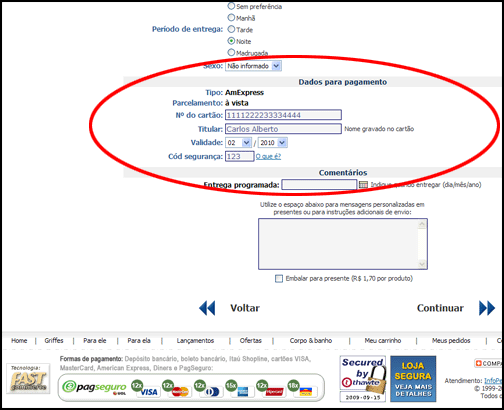 Sem preferência
Manhã
Período de entrega: Tarde
Noite
Madrugada
Sexo: Não informado
Dados para pagamento
Tipo: AmExpress
Parcelamento: à vista
Nº do cartão: 1111222233334444
Titular: Carlos Alberto Nome gravado no cartão
Validade: 02 / 2010
Cód segurança: 123 O que é?
Comentários
Entrega programada: Indique quando entregar (dia/mês/ano)
Utilize o espaço abaixo para mensagens personalizadas em
presentes ou para instruções adicionais de envio:
Embalar para presente (R$ 1,70 por produto)
Voltar Continuar
Home | Griffes | Para ele | Para ela | Lançamentos | Ofertas | Corpo & banho | Meu carrinho | Meus pedidos | C
Tecnologia:
FAST
commerce
Formas de pagamento: Depósito bancário, boleto bancário, Itaú Shopline, cartões VISA,
MasterCard, American Express, Diners e PagSeguro.
pagseguro
UOL
12x VISA 12x 12x 15x 12x Hiper 18x
Secured
by
thawte
2009-09-15
LOJA
SEGURA
VEJA MAIS
DETALHES
COMPA
Atendimento: InfoPe
© 1999-2
Todos